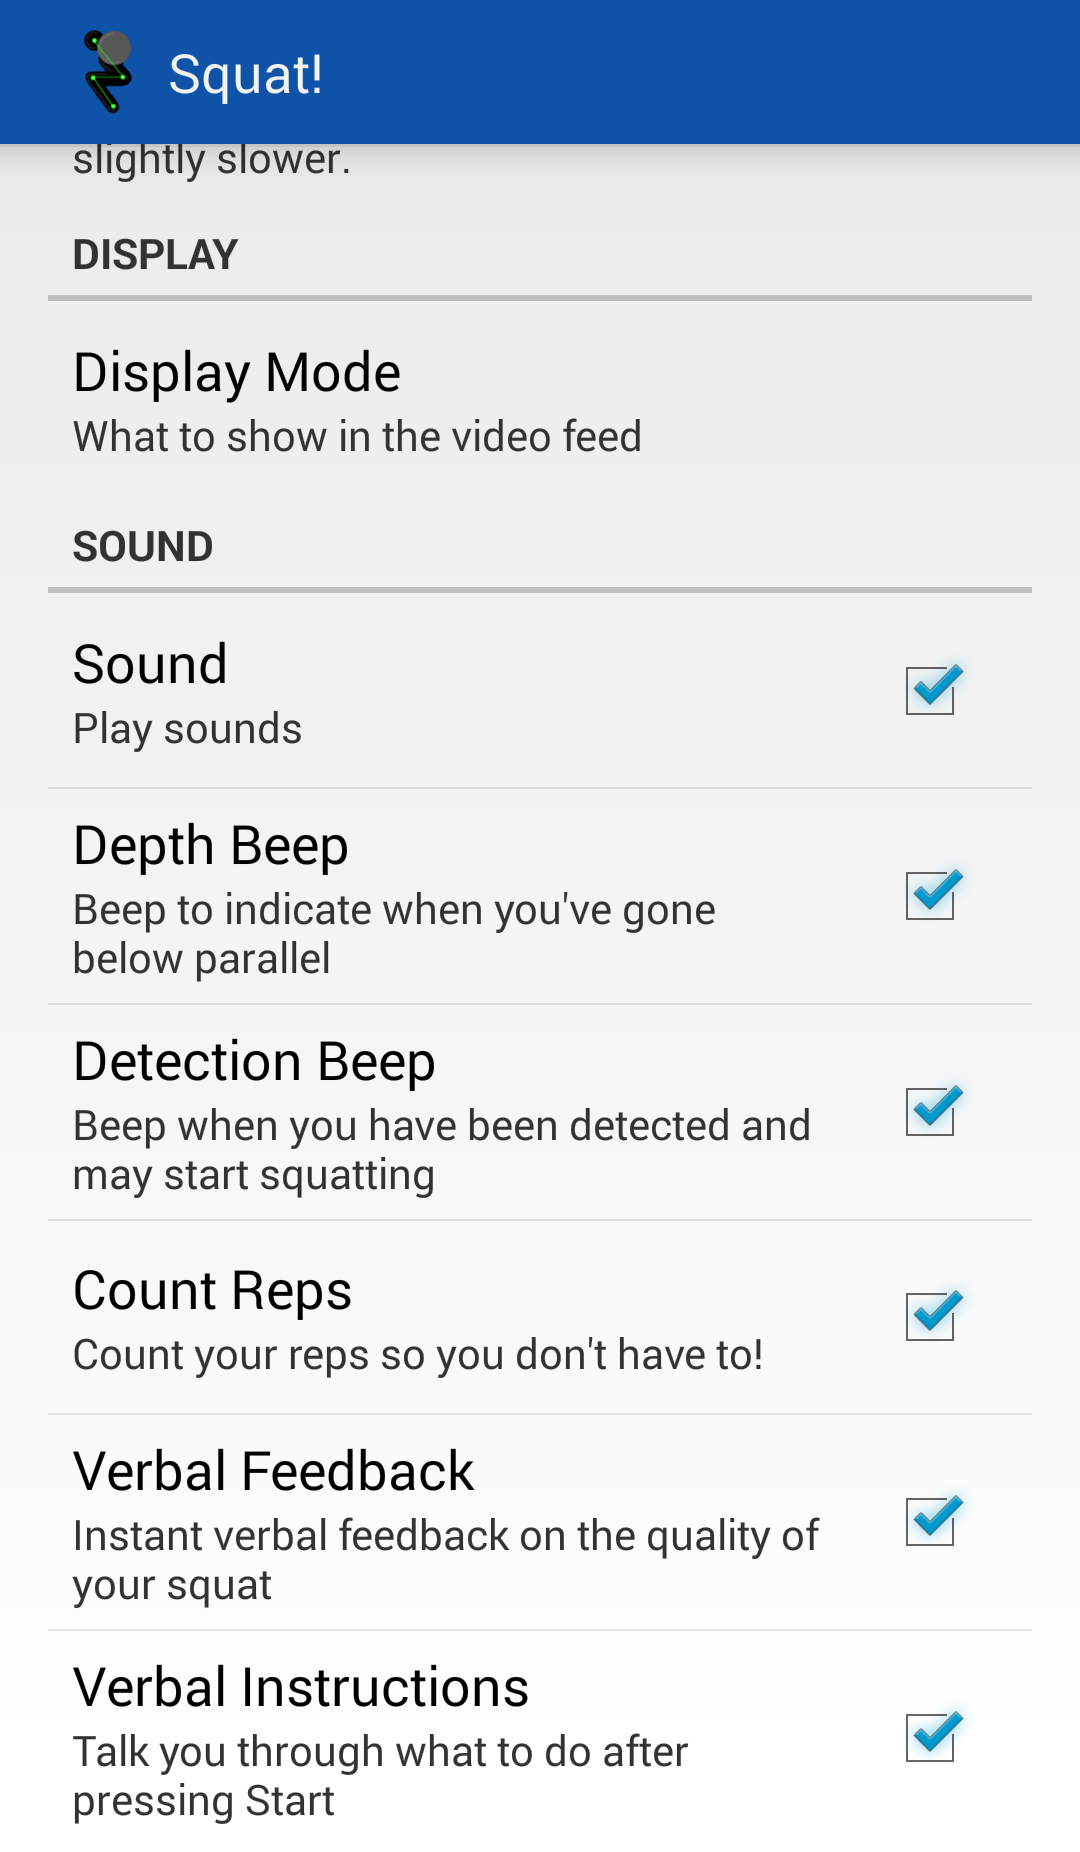 Squat!
slightly slower.
DISPLAY
Display Mode
What to show in the video feed
SOUND
Sound
Play sounds
Depth Beep
Beep to indicate when you've gone
below parallel
Detection Beep
Beep when you have been detected and
may start squatting
Count Reps
Count your reps so you don't have to!
Verbal Feedback
Instant verbal feedback on the quality of
your squat
Verbal Instructions
Talk you through what to do after
pressing Start